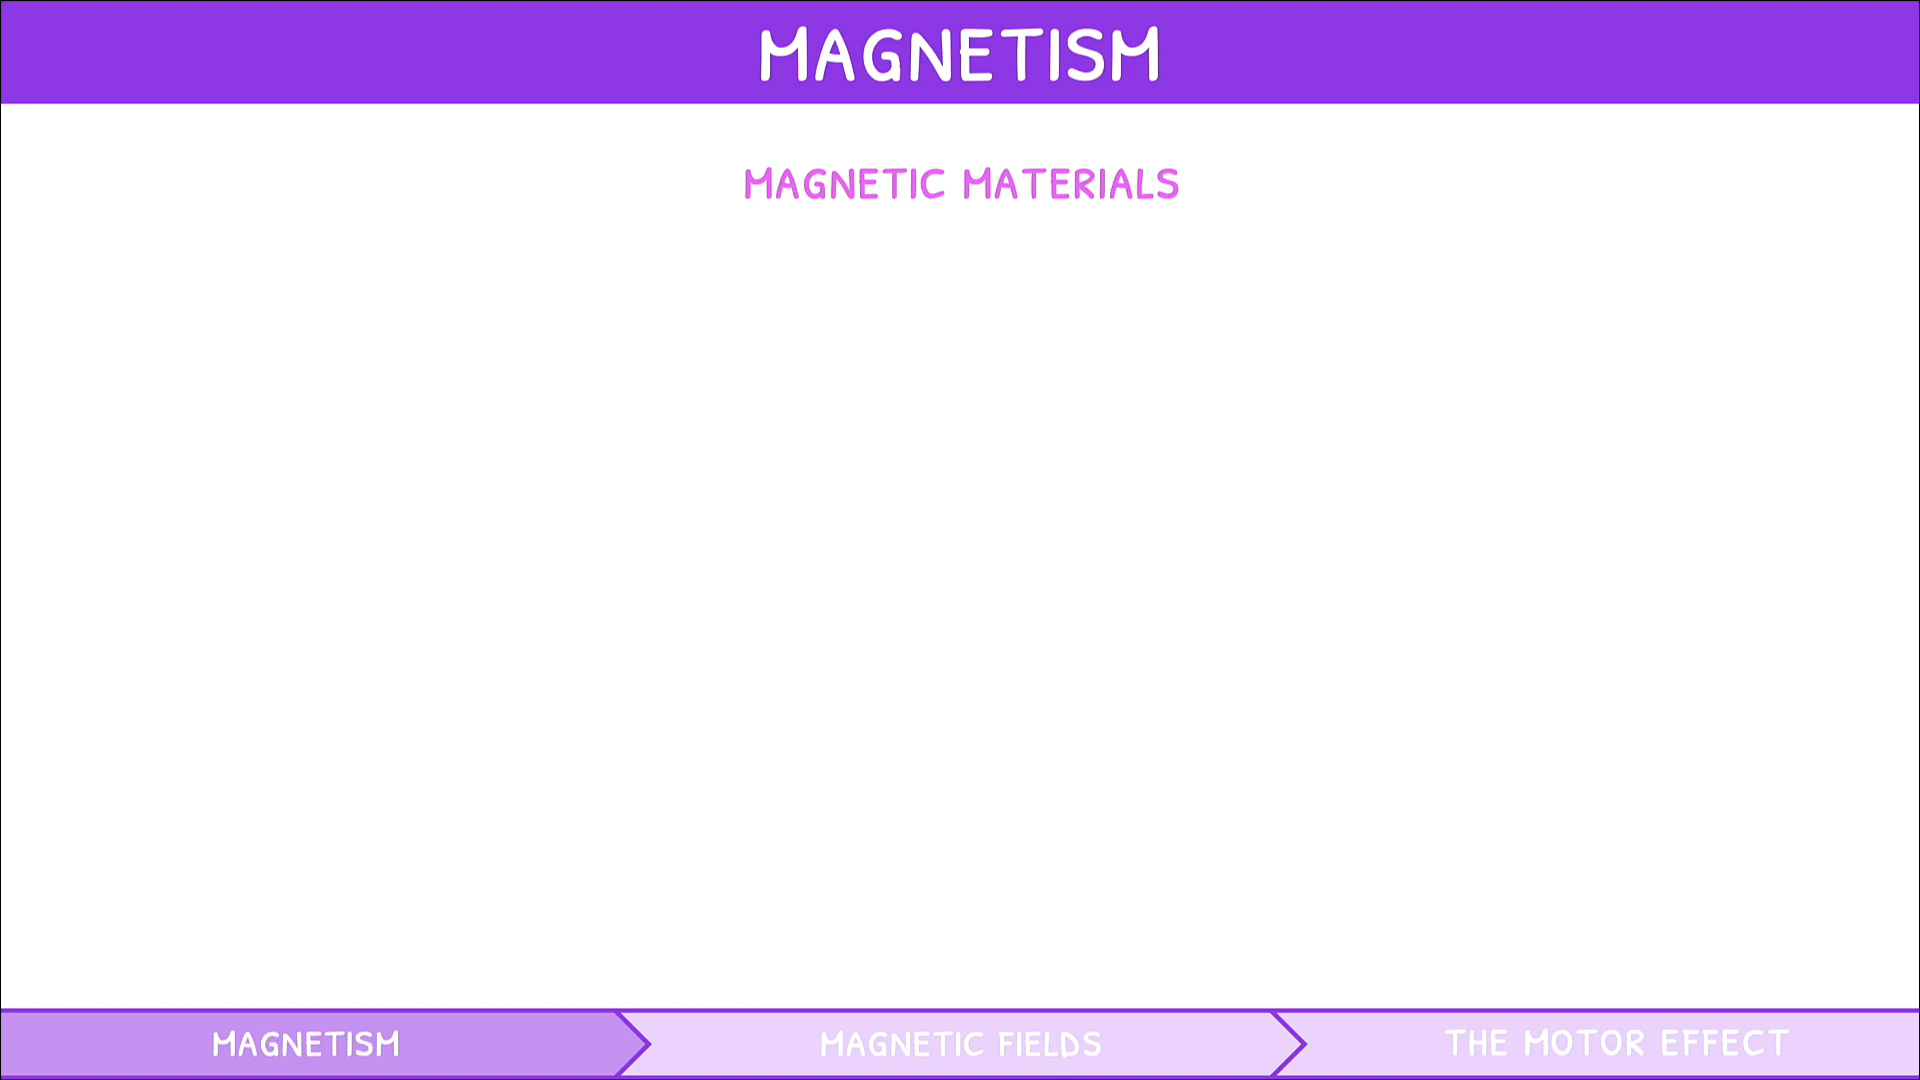 MAGNETISM
MAGNETIC MATERIALS
MAGNETISM
MAGNETIC FIELDS
THE MOTOR EFFECT